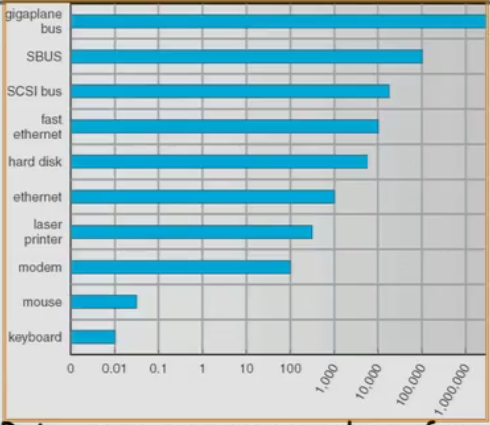 gigaplane
bus
SBUS
SCSI bus
fast
ethernet
hard disk
ethernet
laser
printer
modem
mouse
keyboard
0 0.01 0.1 1 10 100 1,000 10,000 100,000 1,000,000